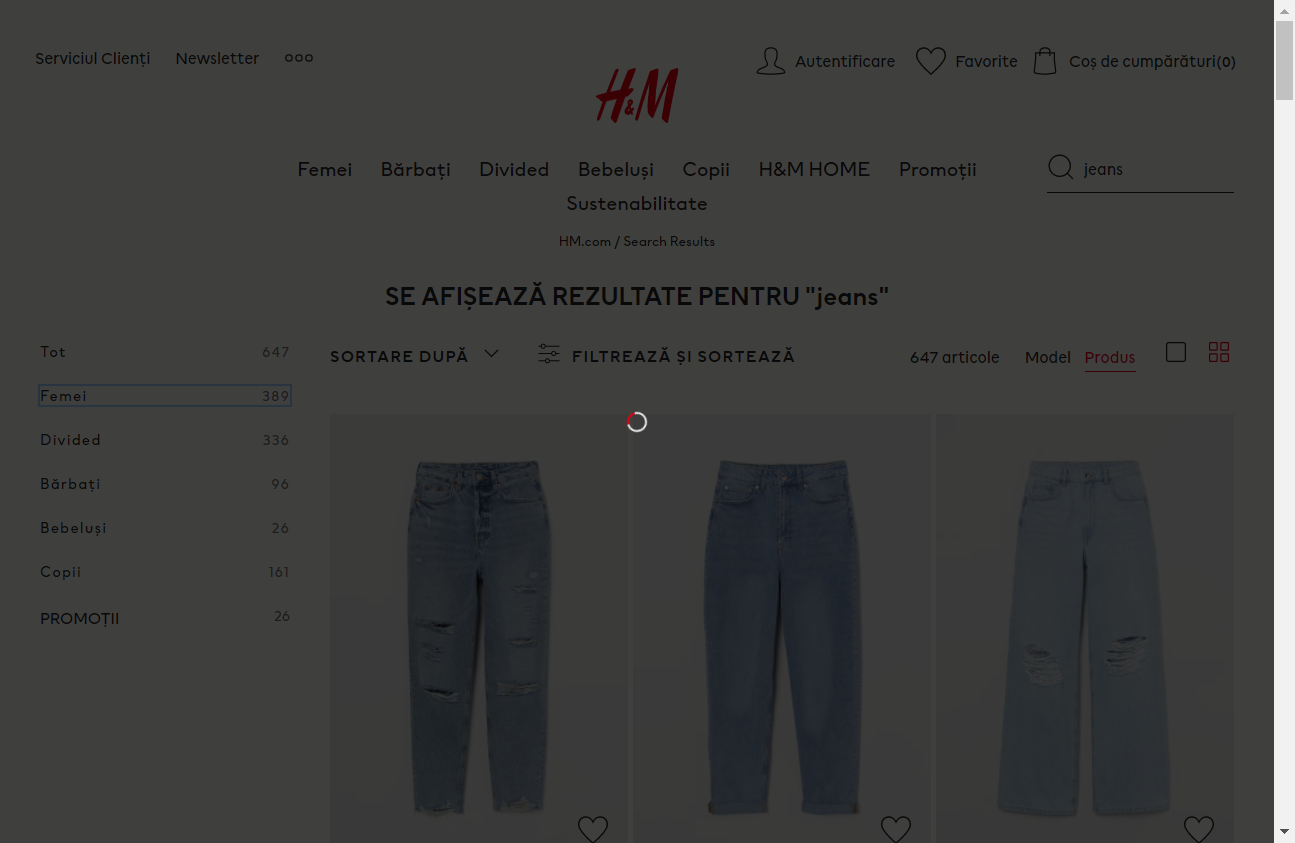 Serviciul Clienți Newsletter
Autentificare Favorite Coș de cumpărături(0)
H&M
Femei Bărbați Divided Bebeluși Copii H&M HOME Promoții
jeans
Sustenabilitate
HM.com / Search Results
SE AFIȘEAZĂ REZULTATE PENTRU "jeans"
Tot 647
Femei 389
Divided 336
Bărbați 96
Bebeluși 26
Copii 161
PROMOȚII 26
SORTARE DUPĂ FILTREAZĂ ȘI SORTEAZĂ 647 articole Model Produs